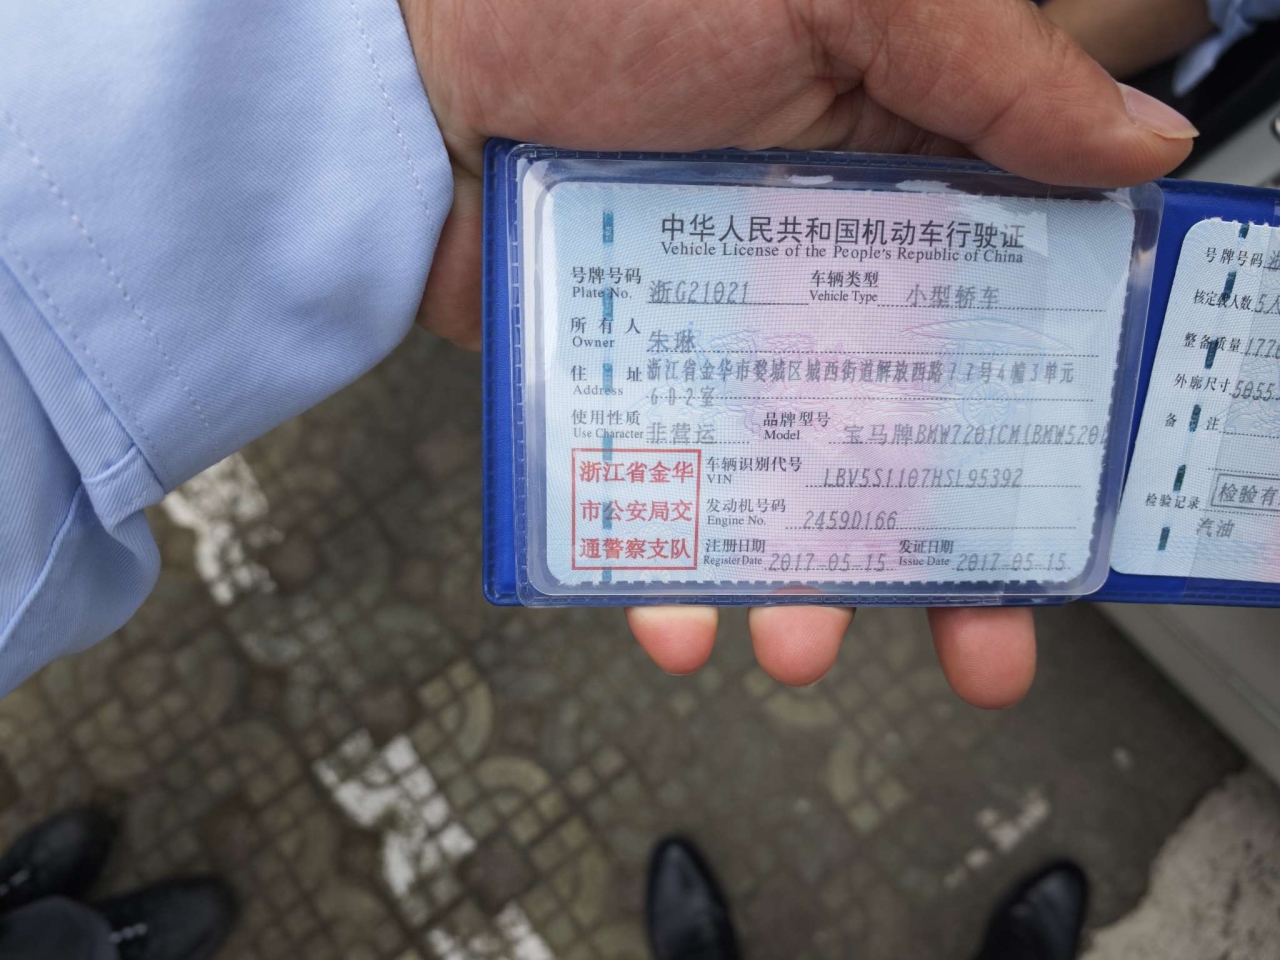 中华人民共和国机动车行驶证
Vehicle License of the People's Republic of China
号牌号码 浙G21021 车辆类型 小型轿车
Plate No. Vehicle Type
所有人 朱琳
Owner
住址 浙江省金华市婺城区城西街道解放西路77号4幢3单元
Address 602室
使用性质 非营运 品牌型号 宝马牌BMW7201CM(BMW520
Use Character Model
浙江省金华
市公安局交
通警察支队
车辆识别代号 LBV5S1107HSL95392
VIN
发动机号码 2459D166
Engine No.
注册日期 2017-05-15 发证日期 2017-05-15
Register Date Issue Date
号牌号码
核定载人数 5人
整备质量 177
外廓尺寸 5055
备注
检验记录 检验有
汽油